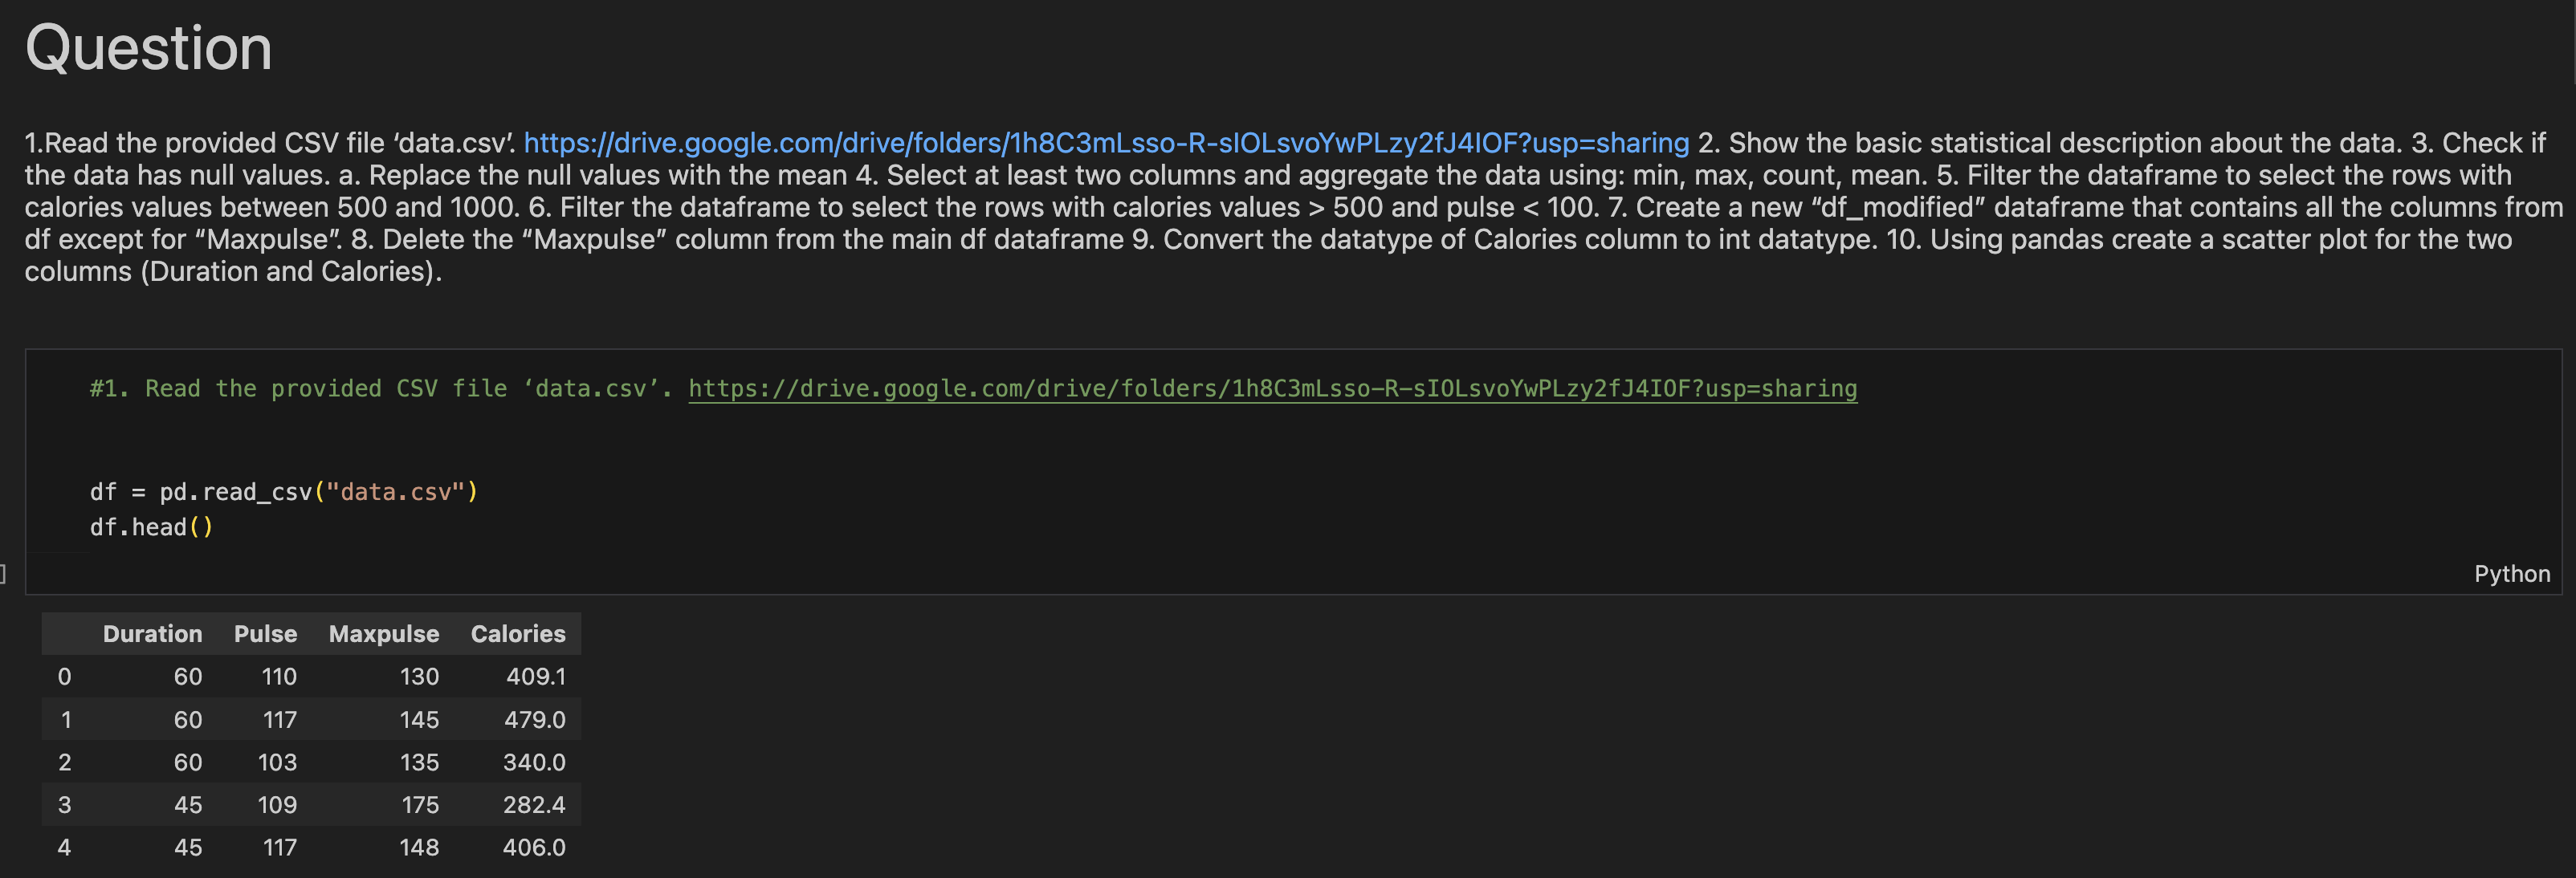 Question
1.Read the provided CSV file ‘data.csv’. https://drive.google.com/drive/folders/1h8C3mLsso-R-sIOLsvoYwPLzy2fJ4IOF?usp=sharing 2. Show the basic statistical description about the data. 3. Check if
the data has null values. a. Replace the null values with the mean 4. Select at least two columns and aggregate the data using: min, max, count, mean. 5. Filter the dataframe to select the rows with
calories values between 500 and 1000. 6. Filter the dataframe to select the rows with calories values > 500 and pulse < 100. 7. Create a new “df_modified” dataframe that contains all the columns from
df except for “Maxpulse”. 8. Delete the “Maxpulse” column from the main df dataframe 9. Convert the datatype of Calories column to int datatype. 10. Using pandas create a scatter plot for the two
columns (Duration and Calories).
#1. Read the provided CSV file ‘data.csv’. https://drive.google.com/drive/folders/1h8C3mLsso-R-sIOLsvoYwPLzy2fJ4IOF?usp=sharing
df = pd.read_csv("data.csv")
df.head()
]
Python
Duration Pulse Maxpulse Calories
0 60 110 130 409.1
1 60 117 145 479.0
2 60 103 135 340.0
3 45 109 175 282.4
4 45 117 148 406.0